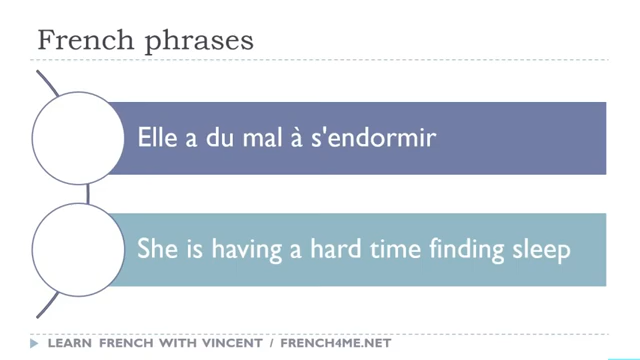 French phrases
Elle a du mal à s'endormir
She is having a hard time finding sleep
LEARN FRENCH WITH VINCENT / FRENCH4ME.NET